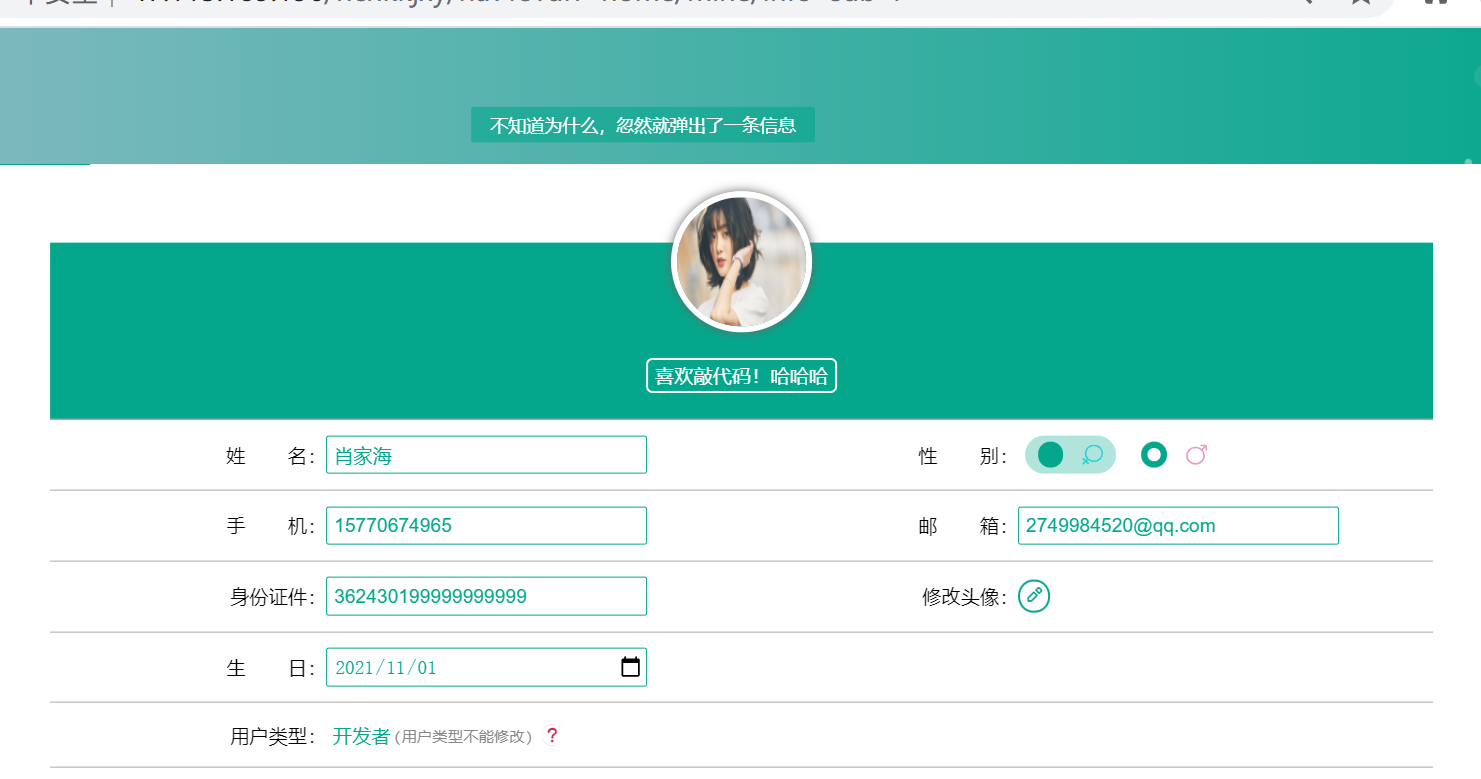 不知道为什么，忽然就弹出了一条信息
喜欢敲代码！哈哈哈
姓 名： 肖家海 性 别：
手 机： 15770674965 邮 箱： 2749984520@qq.com
身份证件： 362430199999999999 修改头像：
生 日： 2021/11/01
用户类型： 开发者 (用户类型不能修改) ?